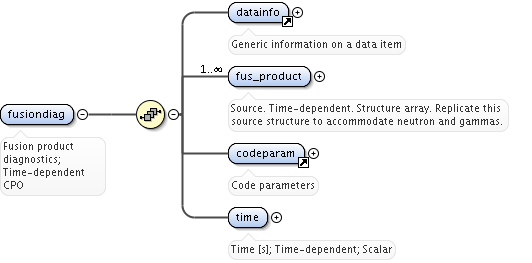 datainfo
Generic information on a data item
1..∞
fus_product
Source. Time-dependent. Structure array. Replicate this
source structure to accommodate neutron and gammas.
fusiondiag
Fusion product
diagnostics;
Time-dependent
CPO
codeparam
Code parameters
time
Time [s]; Time-dependent; Scalar